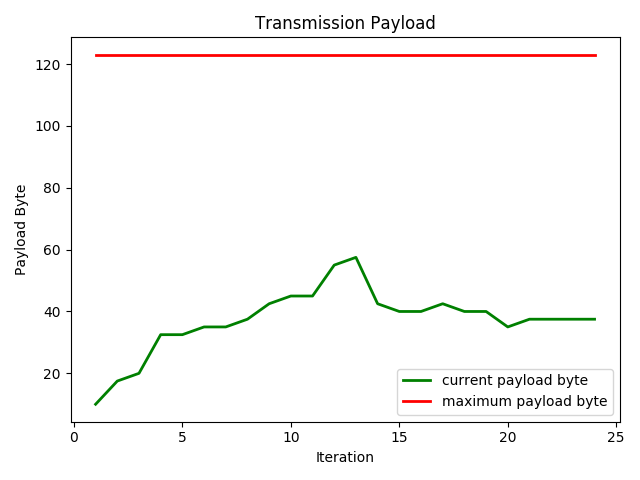 Transmission Payload
Payload Byte
120
100
80
60
40
20
0
5
10
15
20
25
Iteration
current payload byte
maximum payload byte